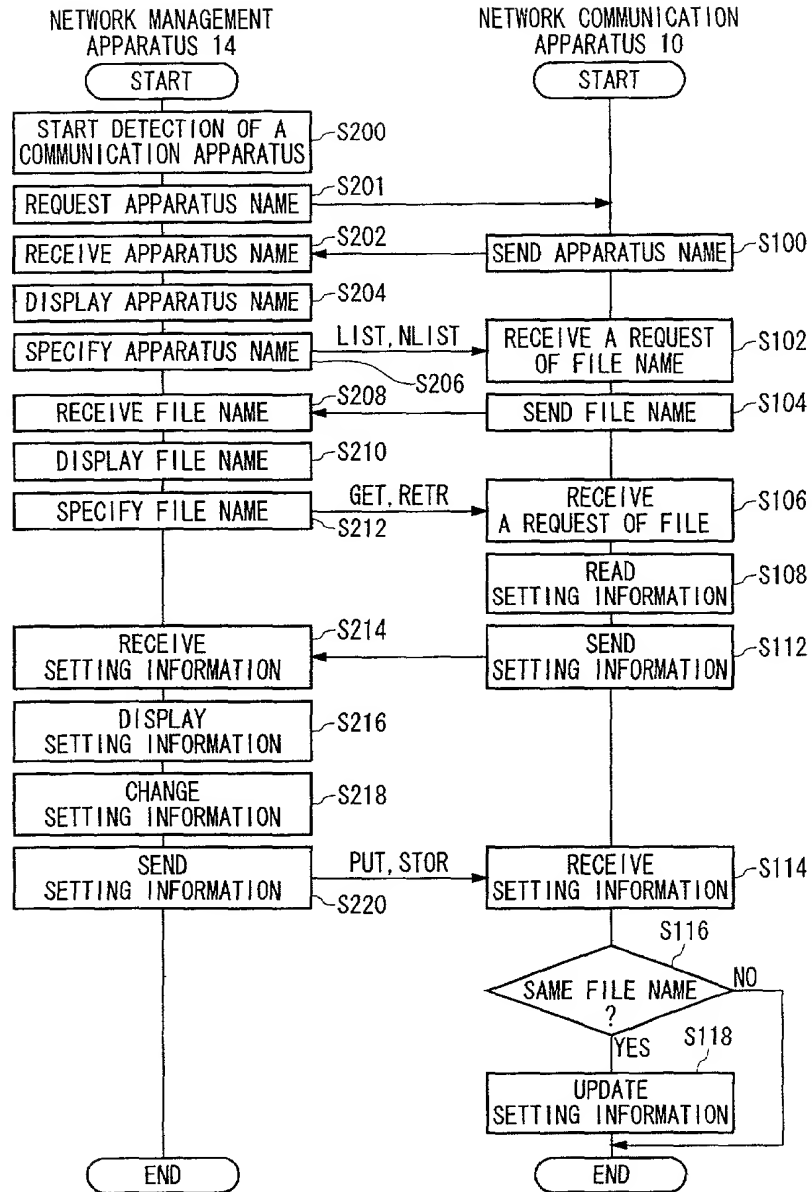 NETWORK MANAGEMENT
APPARATUS 14
START
START DETECTION OF A
COMMUNICATION APPARATUS
S200
REQUEST APPARATUS NAME
S201
RECEIVE APPARATUS NAME
S202
DISPLAY APPARATUS NAME
S204
SPECIFY APPARATUS NAME
S206
LIST, NLIST
RECEIVE FILE NAME
S208
DISPLAY FILE NAME
S210
SPECIFY FILE NAME
S212
GET, RETR
RECEIVE
SETTING INFORMATION
S214
DISPLAY
SETTING INFORMATION
S216
CHANGE
SETTING INFORMATION
S218
SEND
SETTING INFORMATION
S220
PUT, STOR
END
NETWORK COMMUNICATION
APPARATUS 10
START
SEND APPARATUS NAME
S100
RECEIVE A REQUEST
OF FILE NAME
S102
SEND FILE NAME
S104
RECEIVE
A REQUEST OF FILE
S106
READ
SETTING INFORMATION
S108
SEND
SETTING INFORMATION
S112
RECEIVE
SETTING INFORMATION
S114
S116
SAME FILE NAME
?
NO
YES
S118
UPDATE
SETTING INFORMATION
END